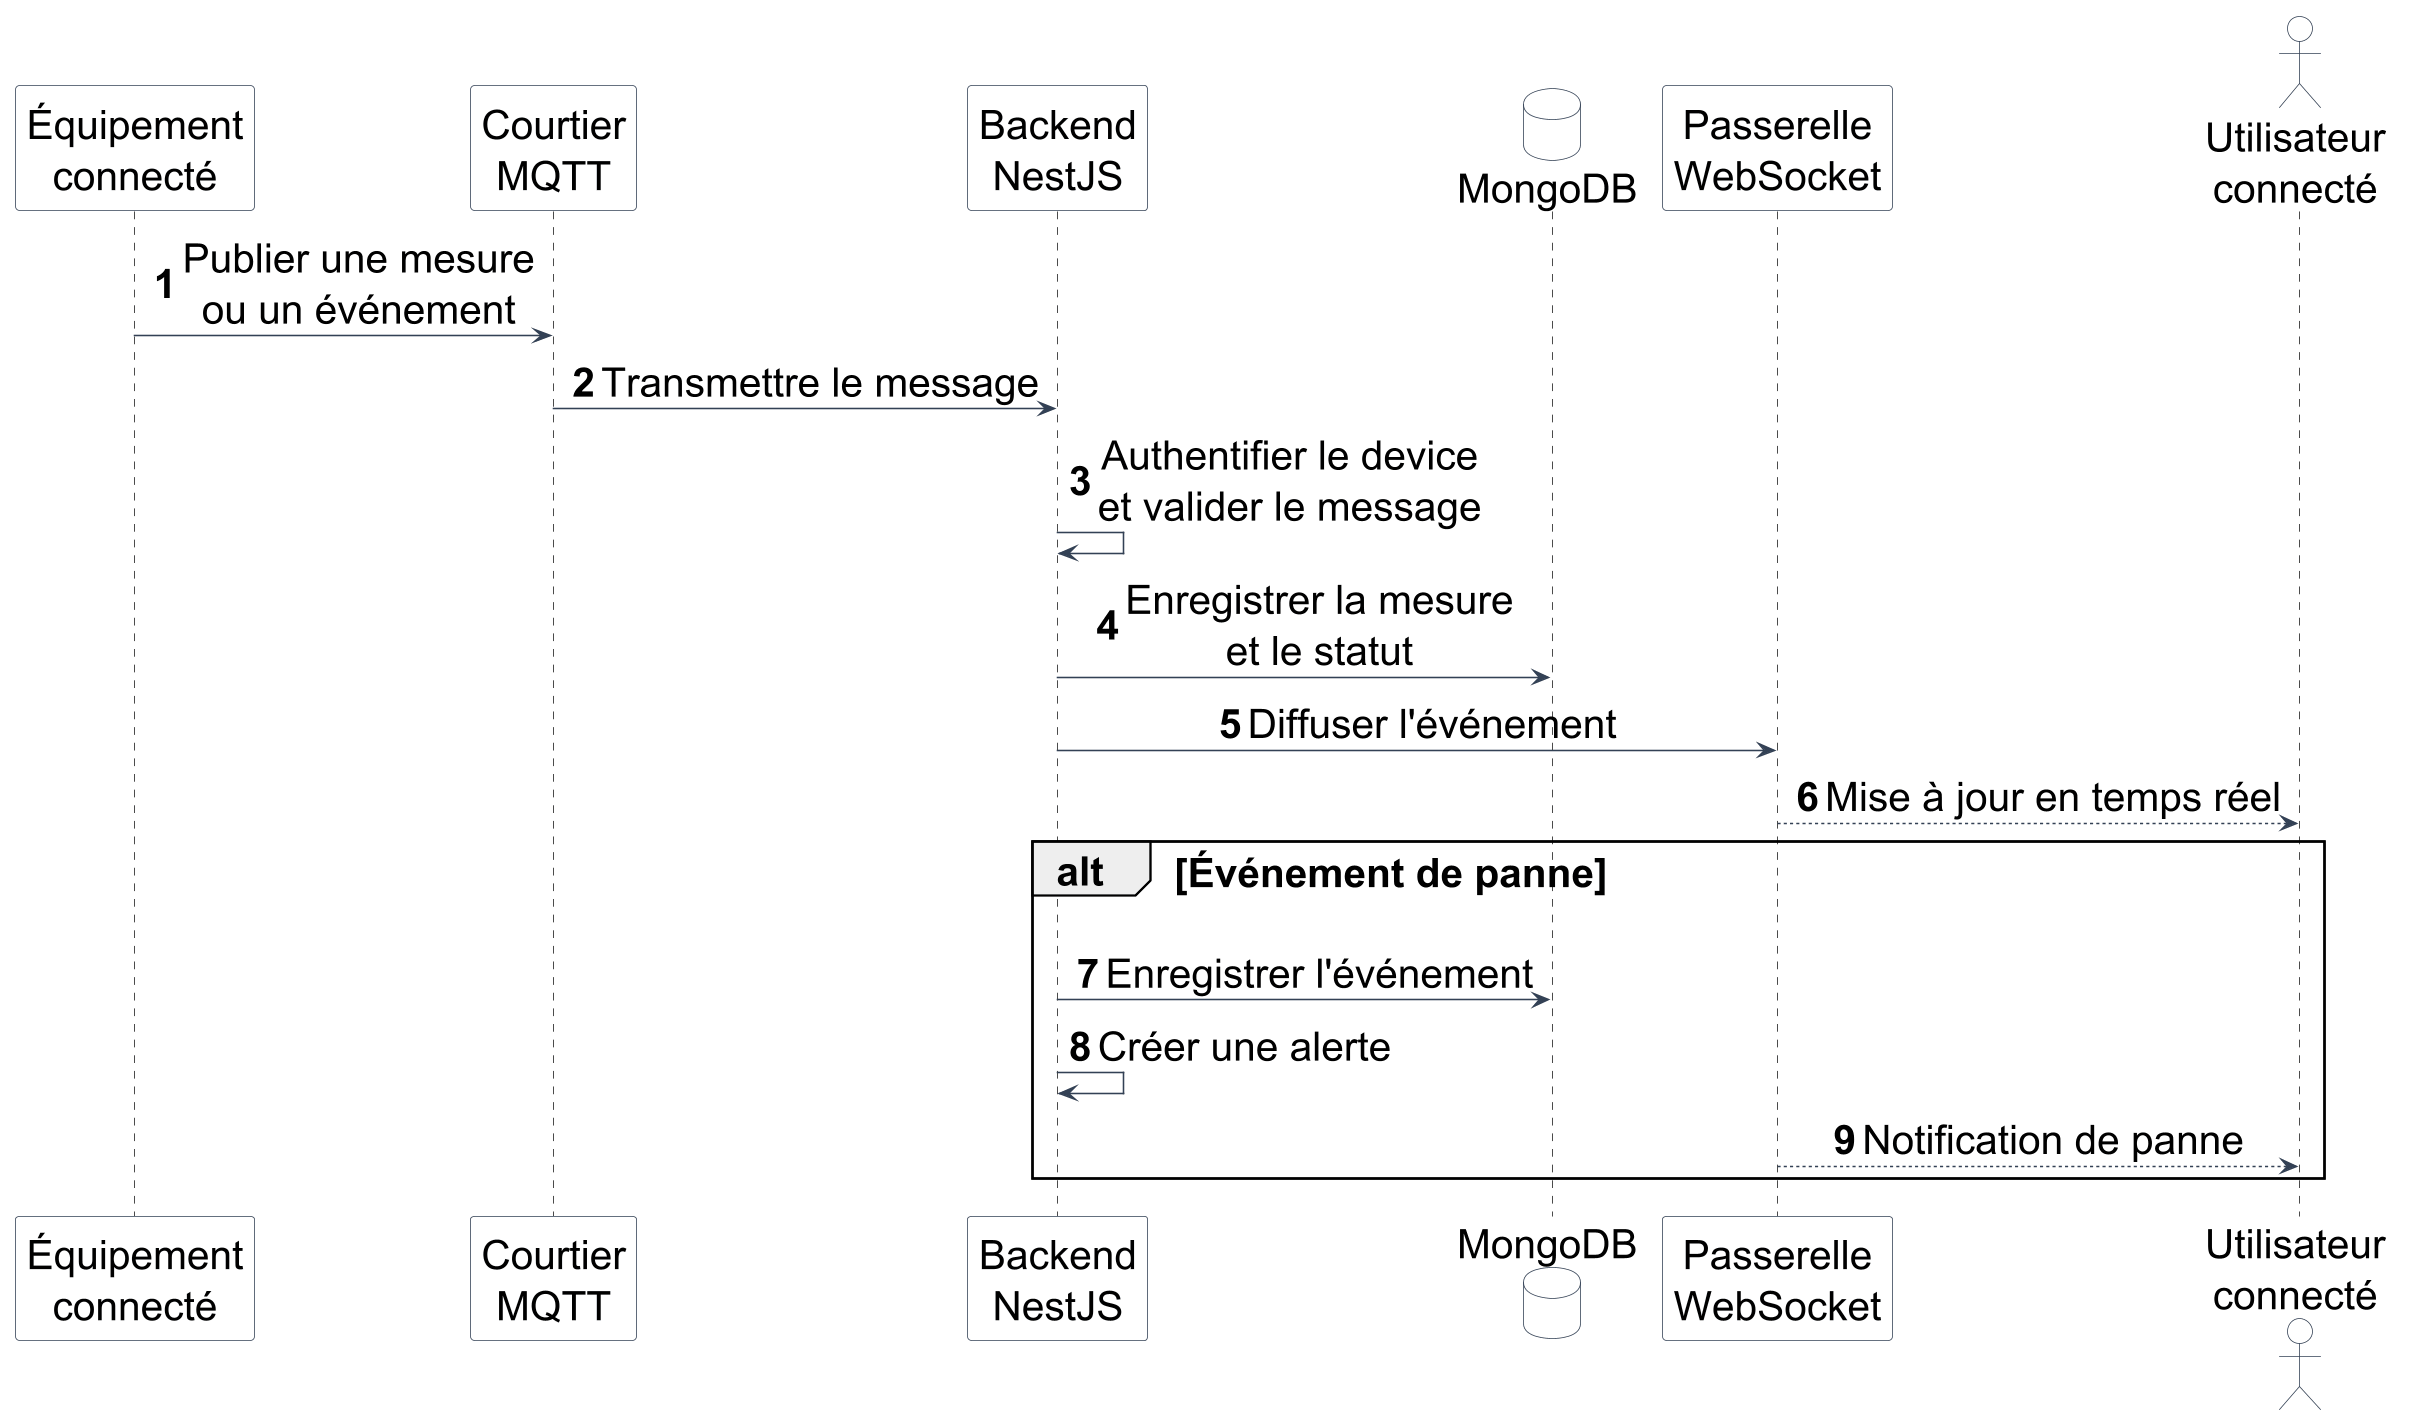 Équipement
connecté
Courtier
MQTT
Backend
NestJS
MongoDB
Passerelle
WebSocket
Utilisateur
connecté
1 Publier une mesure
ou un événement
2 Transmettre le message
3 Authentifier le device
et valider le message
4 Enregistrer la mesure
et le statut
5 Diffuser l'événement
6 Mise à jour en temps réel
alt [Événement de panne]
7 Enregistrer l'événement
8 Créer une alerte
9 Notification de panne
Équipement
connecté
Courtier
MQTT
Backend
NestJS
MongoDB
Passerelle
WebSocket
Utilisateur
connecté